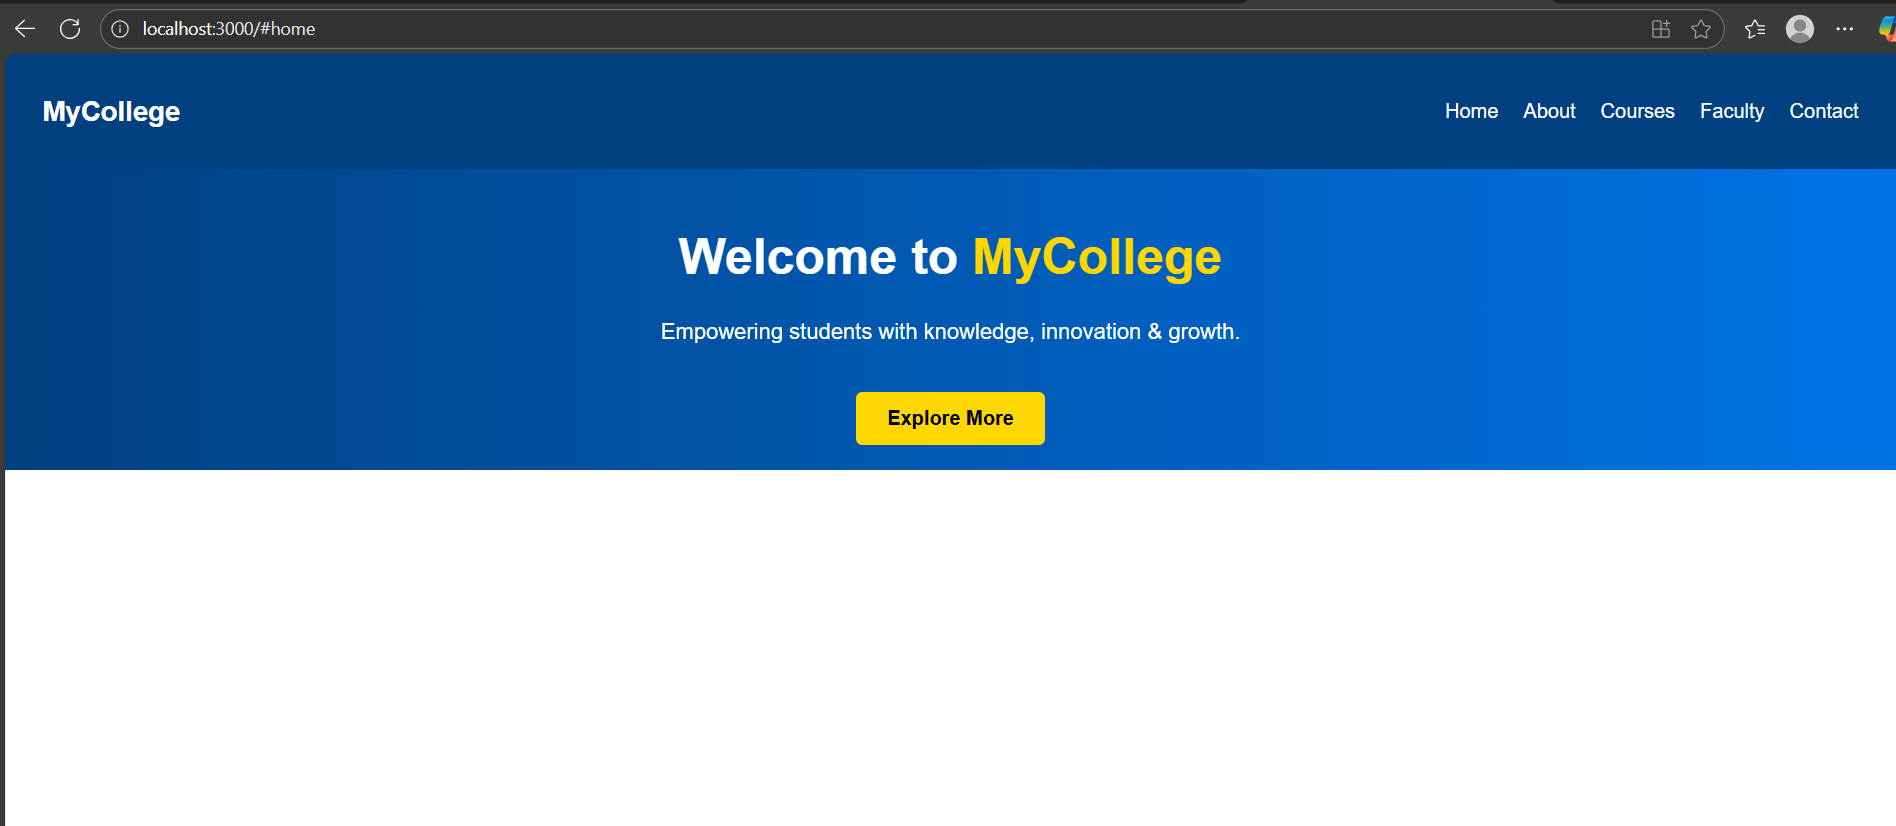 localhost:3000/#home
MyCollege
Home About Courses Faculty Contact
Welcome to MyCollege
Empowering students with knowledge, innovation & growth.
Explore More